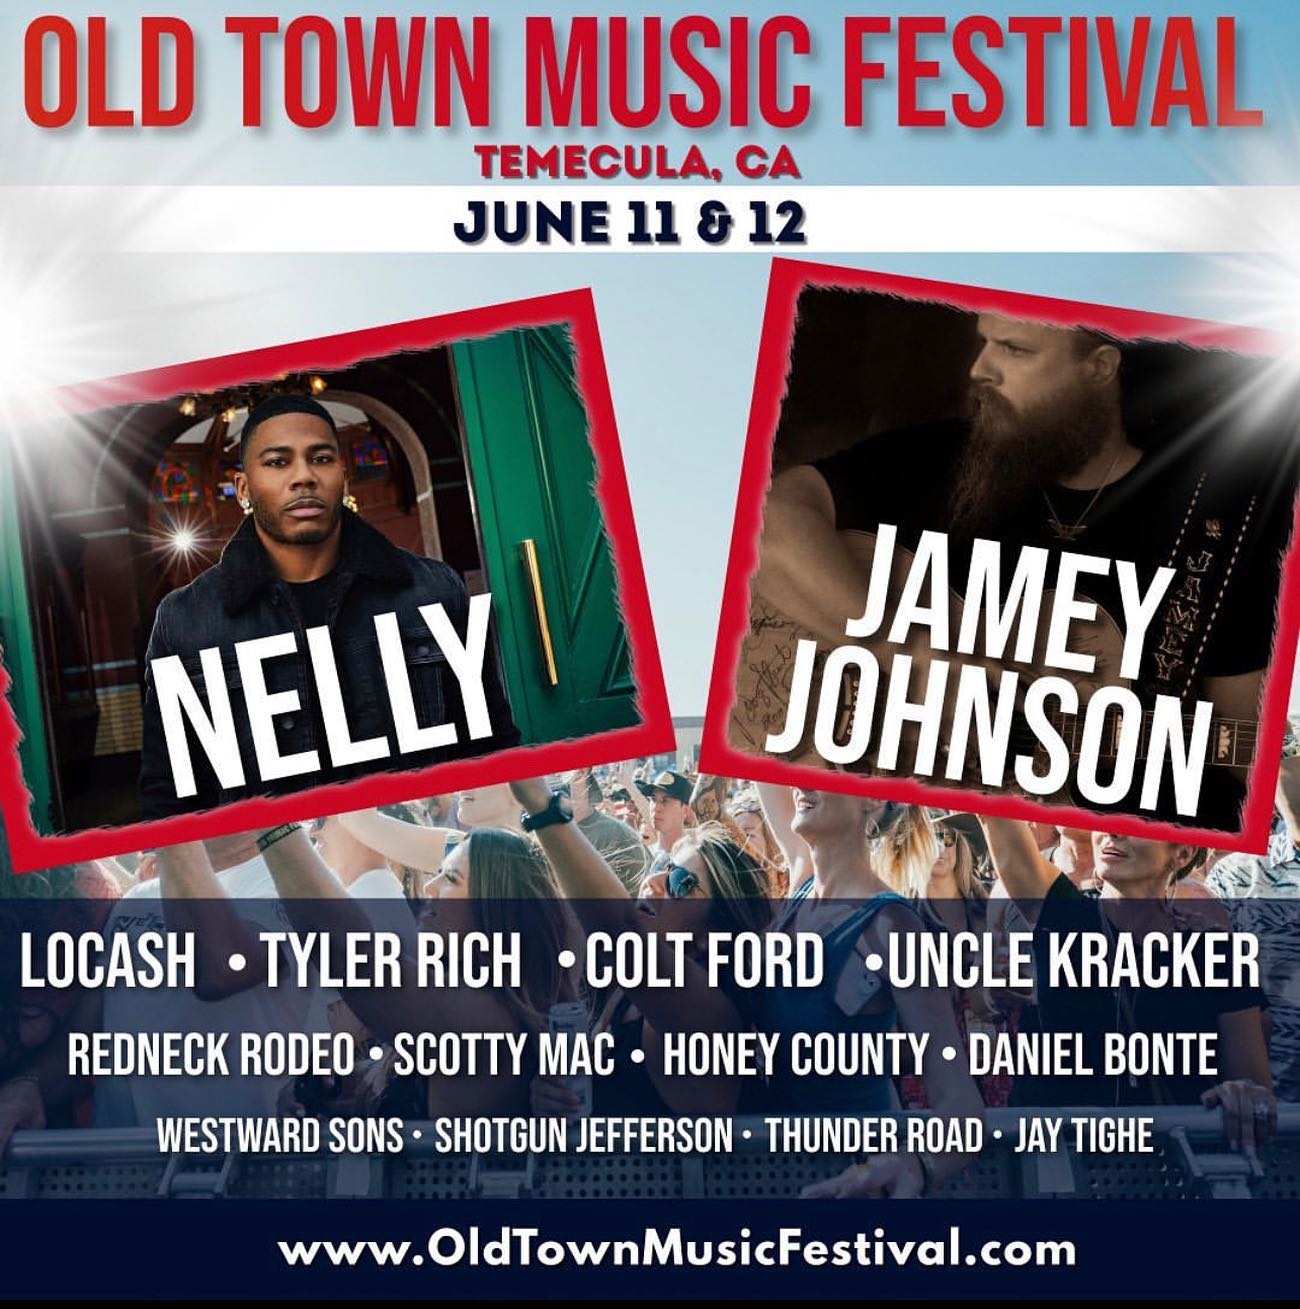 OLD TOWN MUSIC FESTIVAL
TEMECULA, CA
JUNE 11 & 12
NELLY
JAMEY
JAMEY
JOHNSON
LOCASH • TYLER RICH • COLT FORD • UNCLE KRACKER
REDNECK RODEO • SCOTTY MAC • HONEY COUNTY • DANIEL BONTE
WESTWARD SONS • SHOTGUN JEFFERSON • THUNDER ROAD • JAY TIGHE
www.OldTownMusicFestival.com